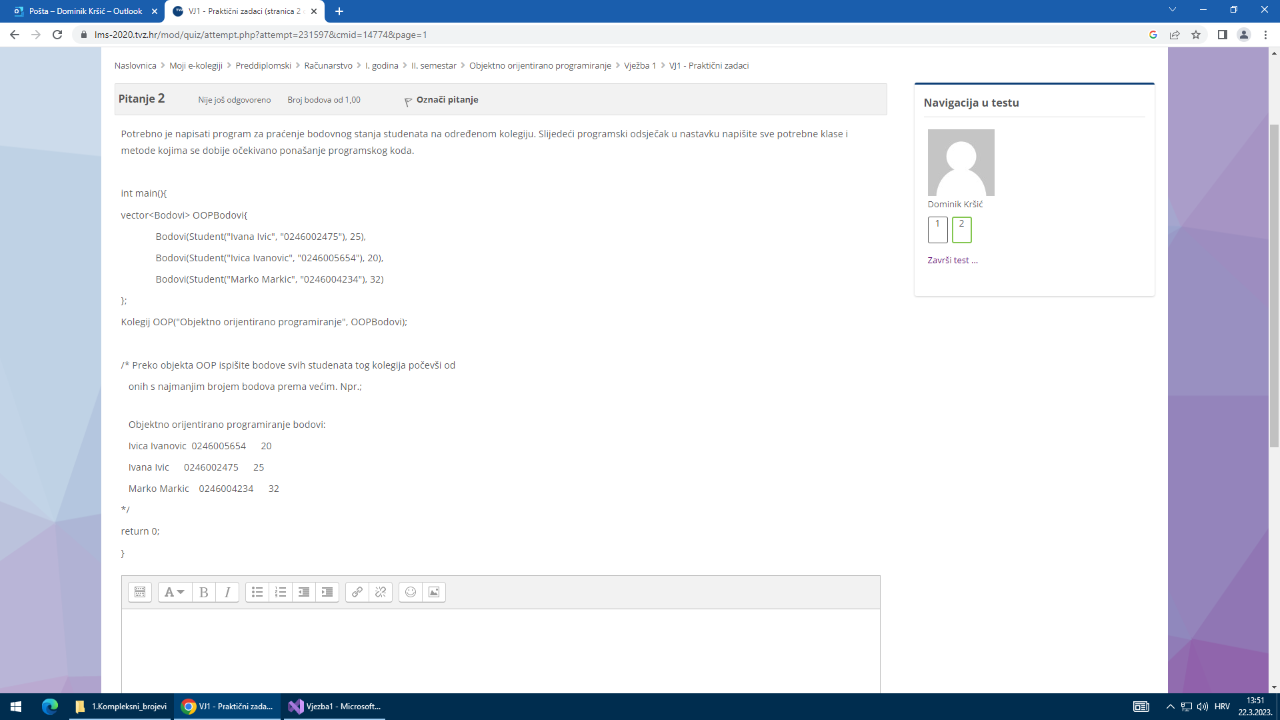 Pošta – Dominik Kršić – Outlook
VJ1 - Praktični zadaci (stranica 2
lms-2020.tvz.hr/mod/quiz/attempt.php?attempt=231597&cmid=14774&page=1
Naslovnica > Moji e-kolegiji > Preddiplomski > Računarstvo > I. godina > II. semestar > Objektno orijentirano programiranje > Vježba 1 > VJ1 - Praktični zadaci
Pitanje 2 Nije još odgovoreno Broj bodova od 1,00 Označi pitanje
Potrebno je napisati program za praćenje bodovnog stanja studenata na određenom kolegiju. Slijedeći programski odsječak u nastavku napišite sve potrebne klase i
metode kojima se dobije očekivano ponašanje programskog koda.
int main(){
vector<Bodovi> OOPBodovi{
Bodovi(Student("Ivana Ivic", "0246002475"), 25),
Bodovi(Student("Ivica Ivanovic", "0246005654"), 20),
Bodovi(Student("Marko Markic", "0246004234"), 32)
};
Kolegij OOP("Objektno orijentirano programiranje", OOPBodovi);
/* Preko objekta OOP ispišite bodove svih studenata tog kolegija počevši od
onih s najmanjim brojem bodova prema većim. Npr.;
Objektno orijentirano programiranje bodovi:
Ivica Ivanovic 0246005654 20
Ivana Ivic 0246002475 25
Marko Markic 0246004234 32
*/
return 0;
}
A B I
Navigacija u testu
Dominik Kršić
1 2
Završi test ...
1.Kompleksni_brojevi
VJ1 - Praktični zada...
Vjezba1 - Microsoft...
HRV
13:51
22.3.2023.